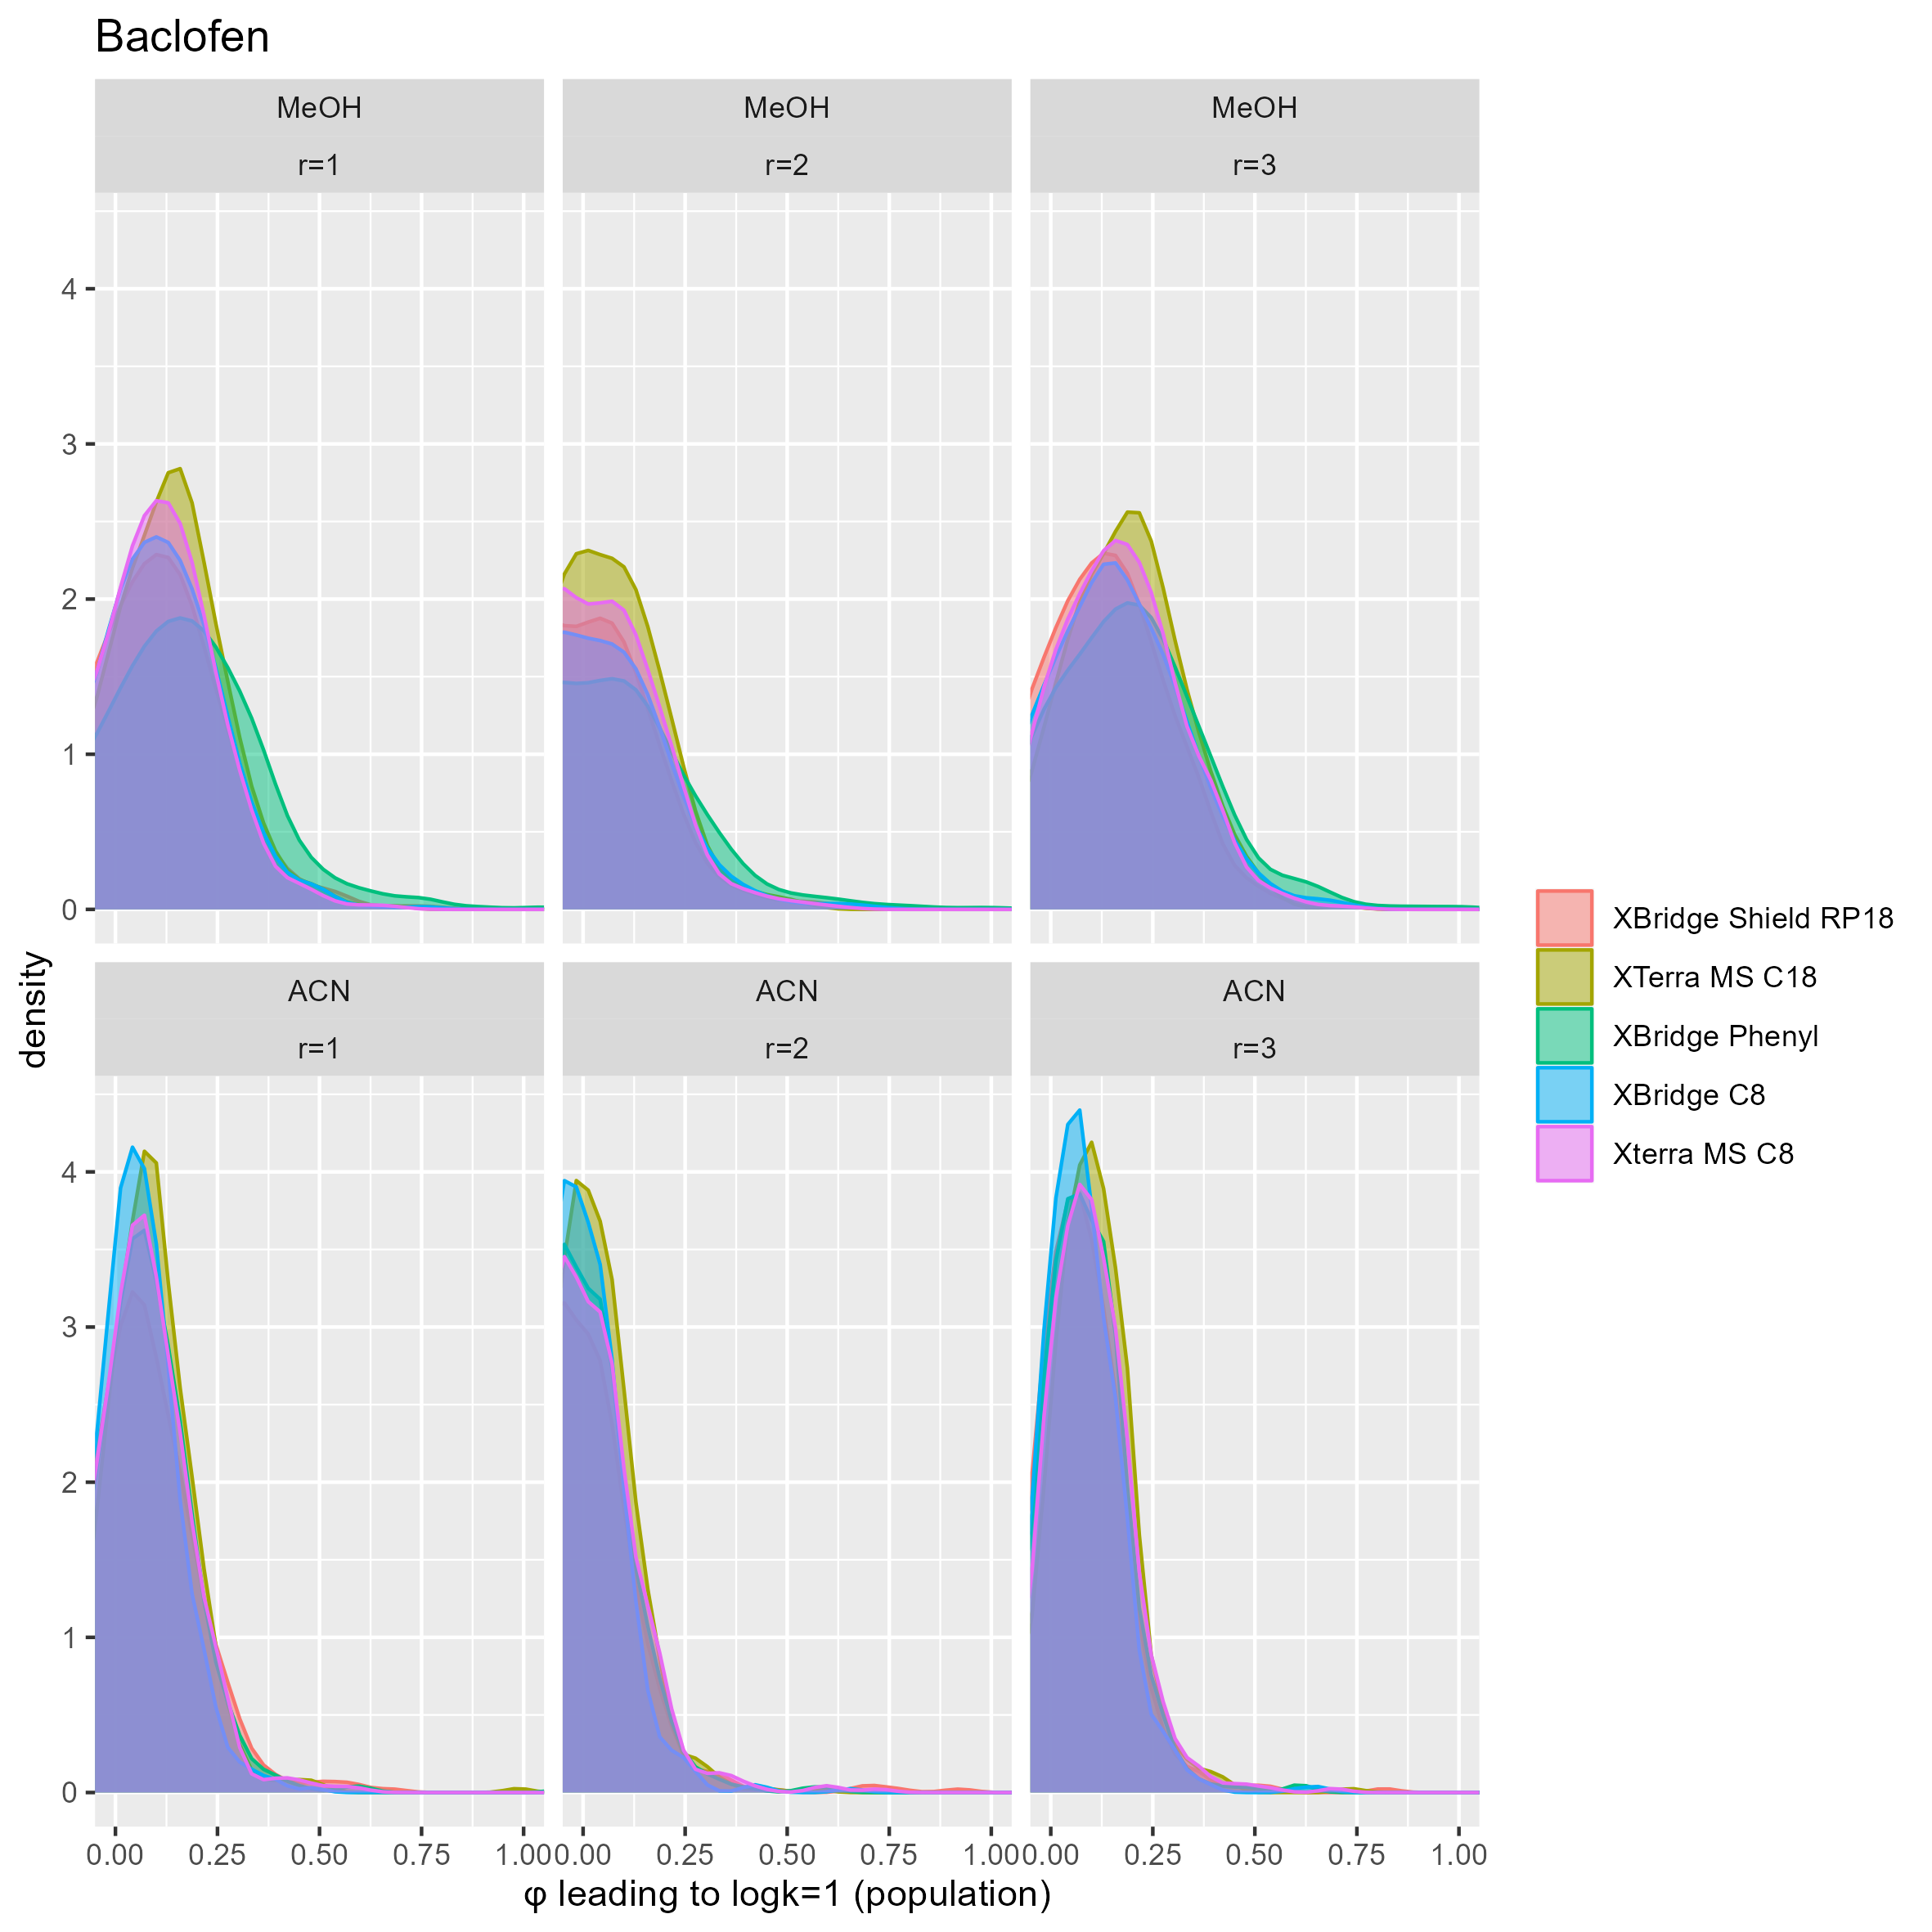 Baclofen
MeOH MeOH MeOH
r=1 r=2 r=3
4
3
2
1
0
ACN ACN ACN
r=1 r=2 r=3
4
3
2
1
0
0.00 0.25 0.50 0.75 1.00 0.00 0.25 0.50 0.75 1.00 0.00 0.25 0.50 0.75 1.00
φ leading to logk=1 (population)
density
XBridge Shield RP18
XTerra MS C18
XBridge Phenyl
XBridge C8
Xterra MS C8